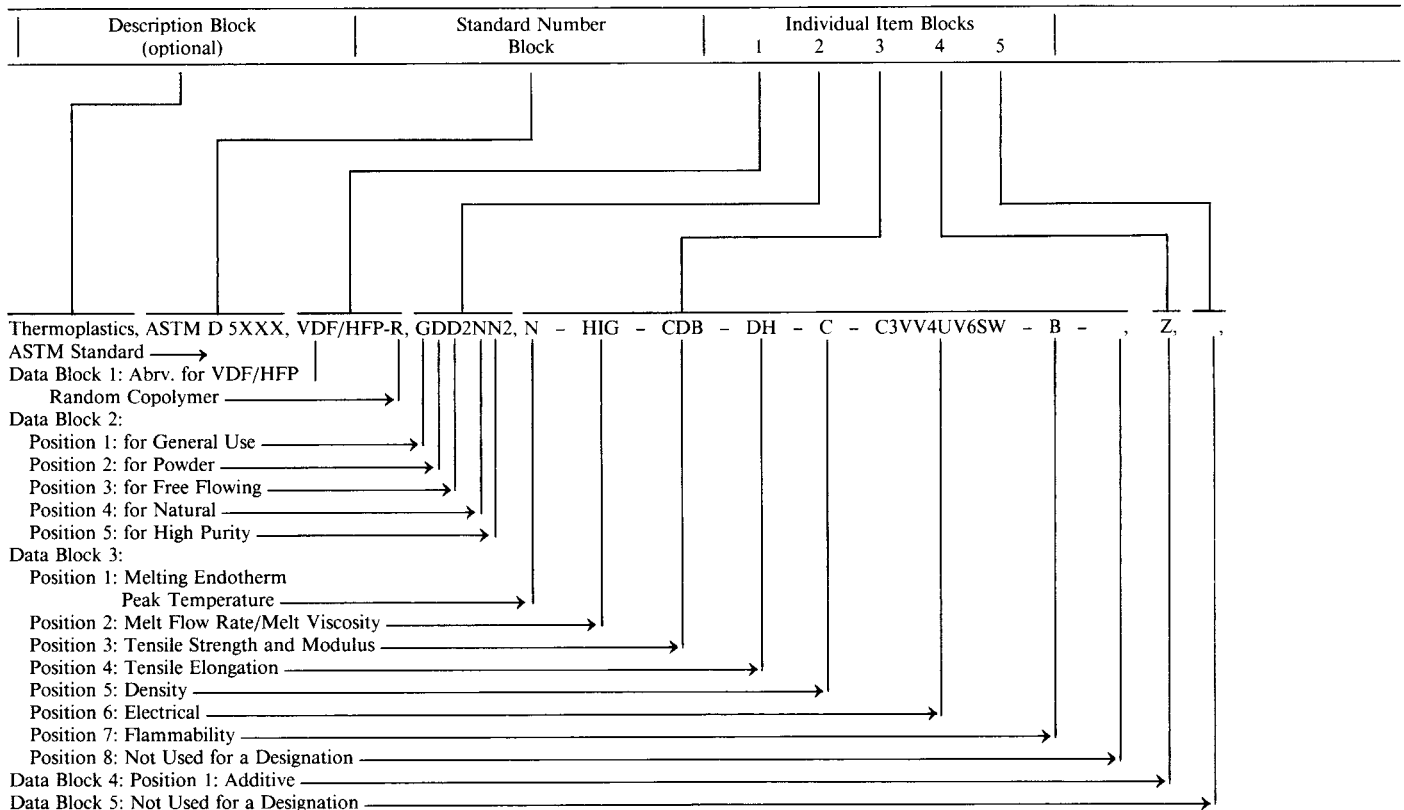 Description Block Standard Number Individual Item Blocks
(optional) Block 1 2 3 4 5
Thermoplastics, ASTM D 5XXX, VDF/HFP-R, GDD2NN2, N – HIG – CDB – DH – C – C3VV4UV6SW – B – , Z, ,
ASTM Standard
Data Block 1: Abrv. for VDF/HFP
Random Copolymer
Data Block 2:
Position 1: for General Use
Position 2: for Powder
Position 3: for Free Flowing
Position 4: for Natural
Position 5: for High Purity
Data Block 3:
Position 1: Melting Endotherm
Peak Temperature
Position 2: Melt Flow Rate/Melt Viscosity
Position 3: Tensile Strength and Modulus
Position 4: Tensile Elongation
Position 5: Density
Position 6: Electrical
Position 7: Flammability
Position 8: Not Used for a Designation
Data Block 4: Position 1: Additive
Data Block 5: Not Used for a Designation